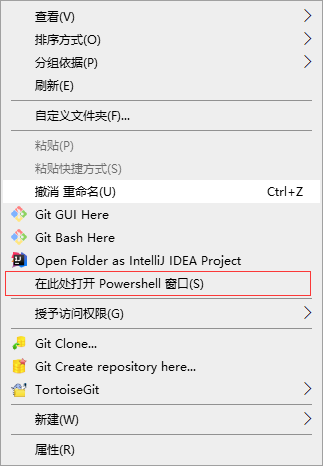 查看(V)
排序方式(O)
分组依据(P)
刷新(E)
自定义文件夹(F)...
粘贴(P)
粘贴快捷方式(S)
撤消 重命名(U) Ctrl+Z
Git GUI Here
Git Bash Here
Open Folder as IntelliJ IDEA Project
在此处打开 Powershell 窗口(S)
授予访问权限(G)
Git Clone...
Git Create repository here...
TortoiseGit
新建(W)
属性(R)